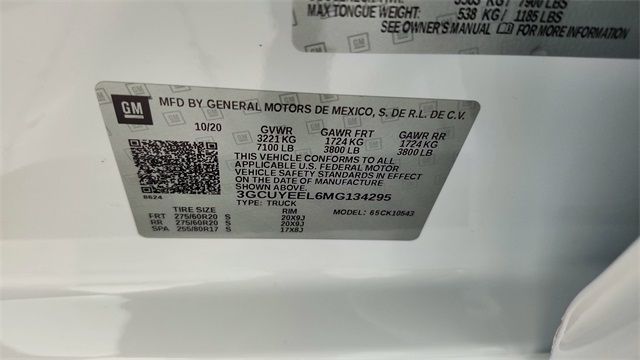 MAX TONGUE WEIGHT: 538 KG / 1185 LBS
SEE OWNER'S MANUAL FOR MORE INFORMATION
GM
MFD BY GENERAL MOTORS DE MEXICO, S. DE R.L. DE C.V.
10/20 GVWR GAWR FRT GAWR RR
3221 KG 1724 KG 1724 KG
7100 LB 3800 LB 3800 LB
THIS VEHICLE CONFORMS TO ALL
APPLICABLE U.S. FEDERAL MOTOR
VEHICLE SAFETY STANDARDS IN EFFECT
ON THE DATE OF MANUFACTURE SHOWN ABOVE.
8624 3GCUYEEL6MG134295
TYPE: TRUCK
TIRE SIZE RIM MODEL: 65CK10543
FRT 275/60R20 S 20X9J
RR 275/60R20 S 20X9J
SPA 255/80R17 S 17X8J